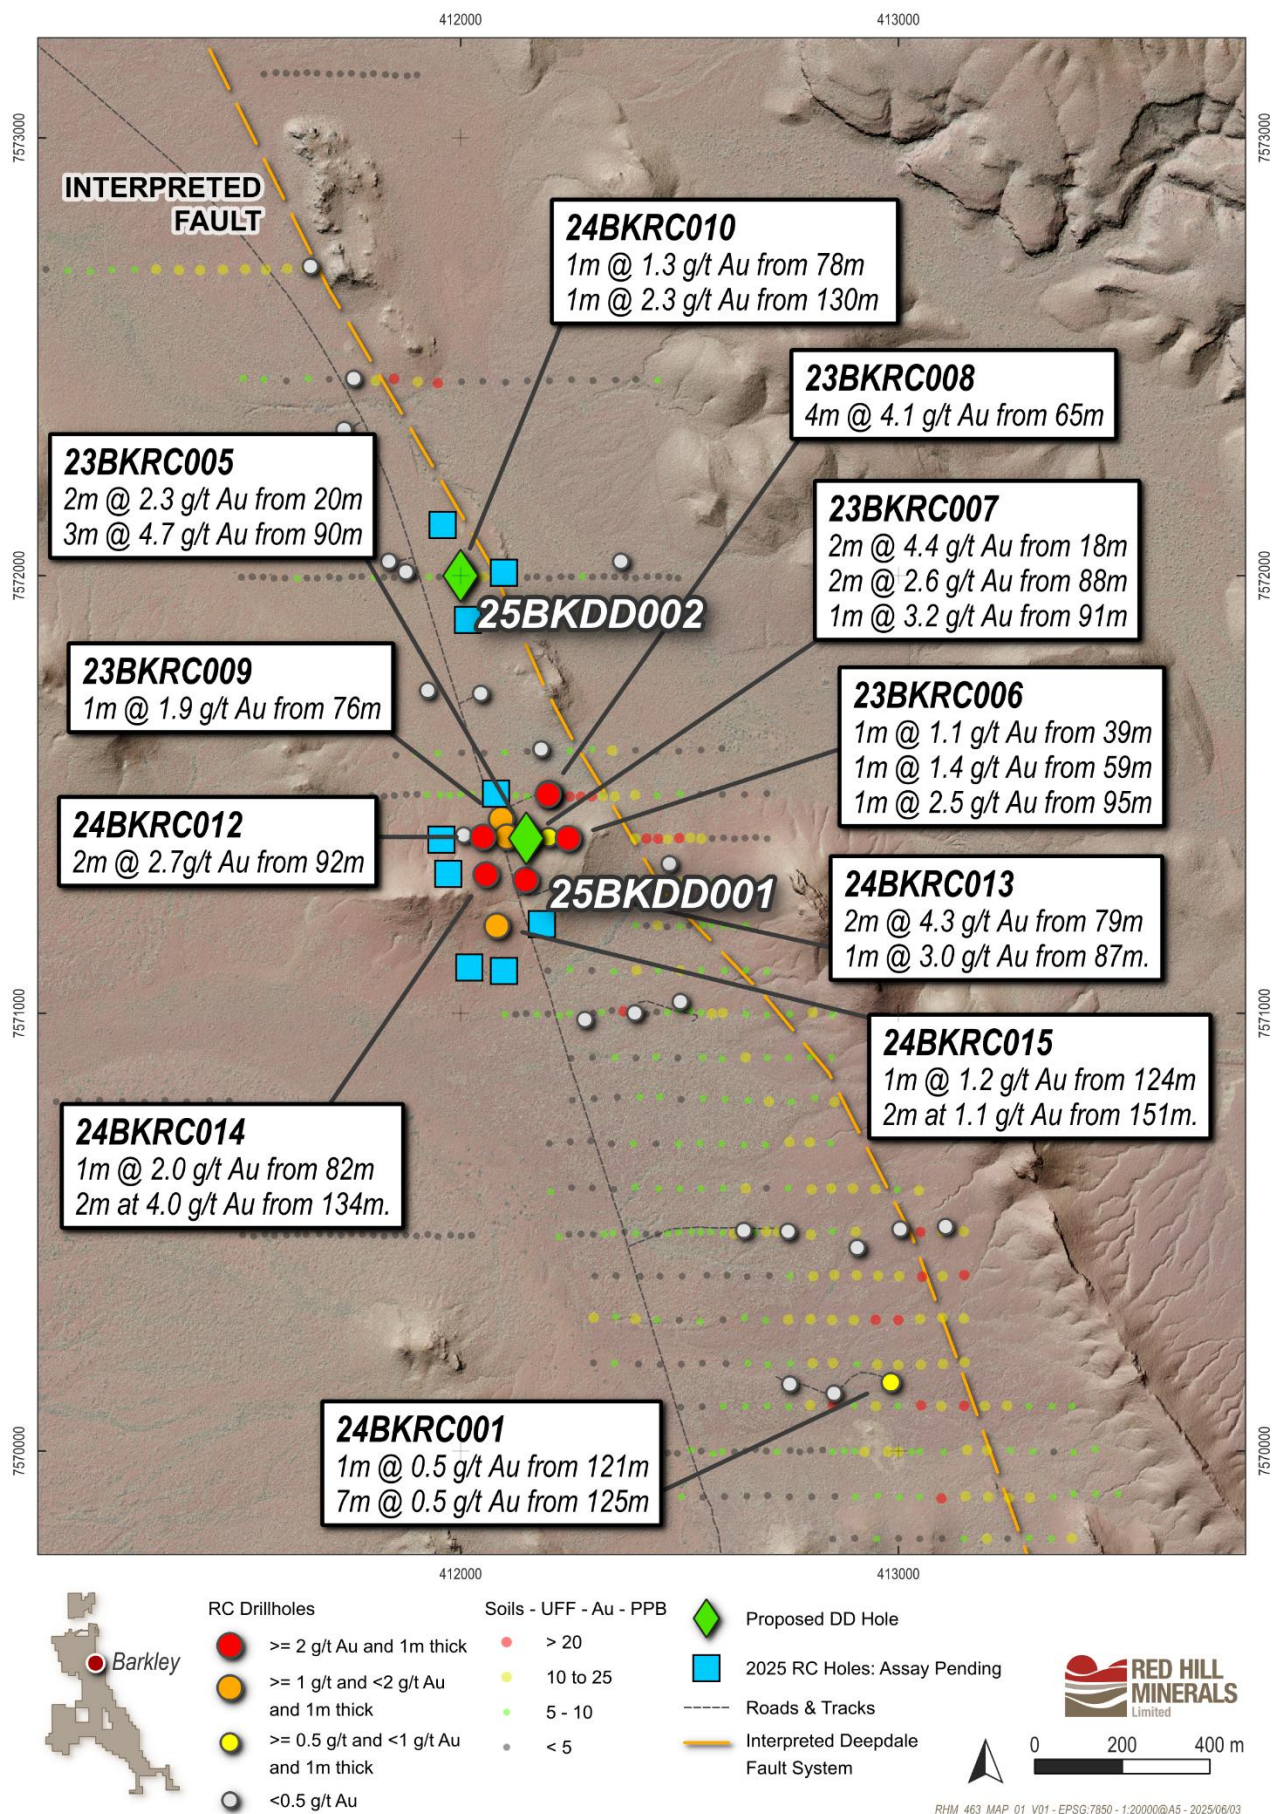 412000
413000
7573000
7573000
INTERPRETED
FAULT
24BKRC010
1m @ 1.3 g/t Au from 78m
1m @ 2.3 g/t Au from 130m
23BKRC008
4m @ 4.1 g/t Au from 65m
23BKRC005
2m @ 2.3 g/t Au from 20m
3m @ 4.7 g/t Au from 90m
23BKRC007
2m @ 4.4 g/t Au from 18m
2m @ 2.6 g/t Au from 88m
1m @ 3.2 g/t Au from 91m
7572000
7572000
25BKDD002
23BKRC009
1m @ 1.9 g/t Au from 76m
23BKRC006
1m @ 1.1 g/t Au from 39m
1m @ 1.4 g/t Au from 59m
1m @ 2.5 g/t Au from 95m
24BKRC012
2m @ 2.7g/t Au from 92m
25BKDD001
24BKRC013
2m @ 4.3 g/t Au from 79m
1m @ 3.0 g/t Au from 87m.
7571000
7571000
24BKRC015
1m @ 1.2 g/t Au from 124m
2m at 1.1 g/t Au from 151m.
24BKRC014
1m @ 2.0 g/t Au from 82m
2m at 4.0 g/t Au from 134m.
24BKRC001
1m @ 0.5 g/t Au from 121m
7m @ 0.5 g/t Au from 125m
7570000
7570000
412000
413000
Barkley
RC Drillholes
>= 2 g/t Au and 1m thick
>= 1 g/t and <2 g/t Au
and 1m thick
>= 0.5 g/t and <1 g/t Au
and 1m thick
<0.5 g/t Au
Soils - UFF - Au - PPB
> 20
10 to 25
5 - 10
< 5
Proposed DD Hole
2025 RC Holes: Assay Pending
Roads & Tracks
Interpreted Deepdale
Fault System
RED HILL
MINERALS
Limited
0 200 400 m
RHM_463_MAP_01_V01 - EPSG:7850 - 1:20000@A5 - 2025/06/03